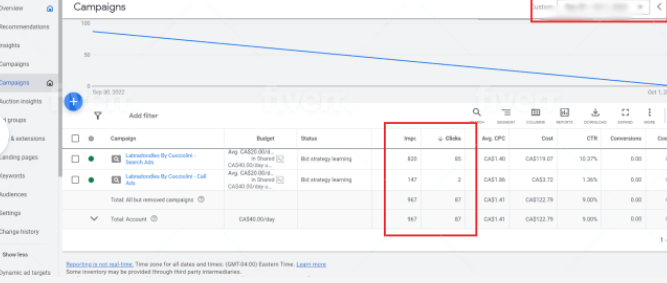 Overview
Recommendations
Insights
Campaigns
Campaigns
Auction insights
Ad groups
& extensions
Landing pages
Keywords
Audiences
Settings
Change history
Show less
Dynamic ad targets
Campaigns
Custom
100
50
0
Sep 30, 2022
Oct 1, 2
Add filter
SEARCH SEGMENT COLUMNS REPORTS DOWNLOAD EXPAND MORE
Campaign Budget Status Impr. Clicks Avg. CPC Cost CTR Conversions Co
Labradoodles By Cucciolini - Search Ads
Avg. CA$20.00/d...
in Shared
CA$40.00/day u...
Bid strategy learning 820 85 CA$1.40 CA$119.07 10.37% 0.00
Labradoodles By Cucciolini - Call Ads
Avg. CA$20.00/d...
in Shared
CA$40.00/day u...
Bid strategy learning 147 2 CA$1.86 CA$3.72 1.36% 0.00
Total: All but removed campaigns 967 87 CA$1.41 CA$122.79 9.00% 0.00
Total: Account CA$40.00/day 967 87 CA$1.41 CA$122.79 9.00% 0.00
1 -
Reporting is not real-time. Time zone for all dates and times: (GMT-04:00) Eastern Time. Learn more
Some inventory may be provided through third party intermediaries.